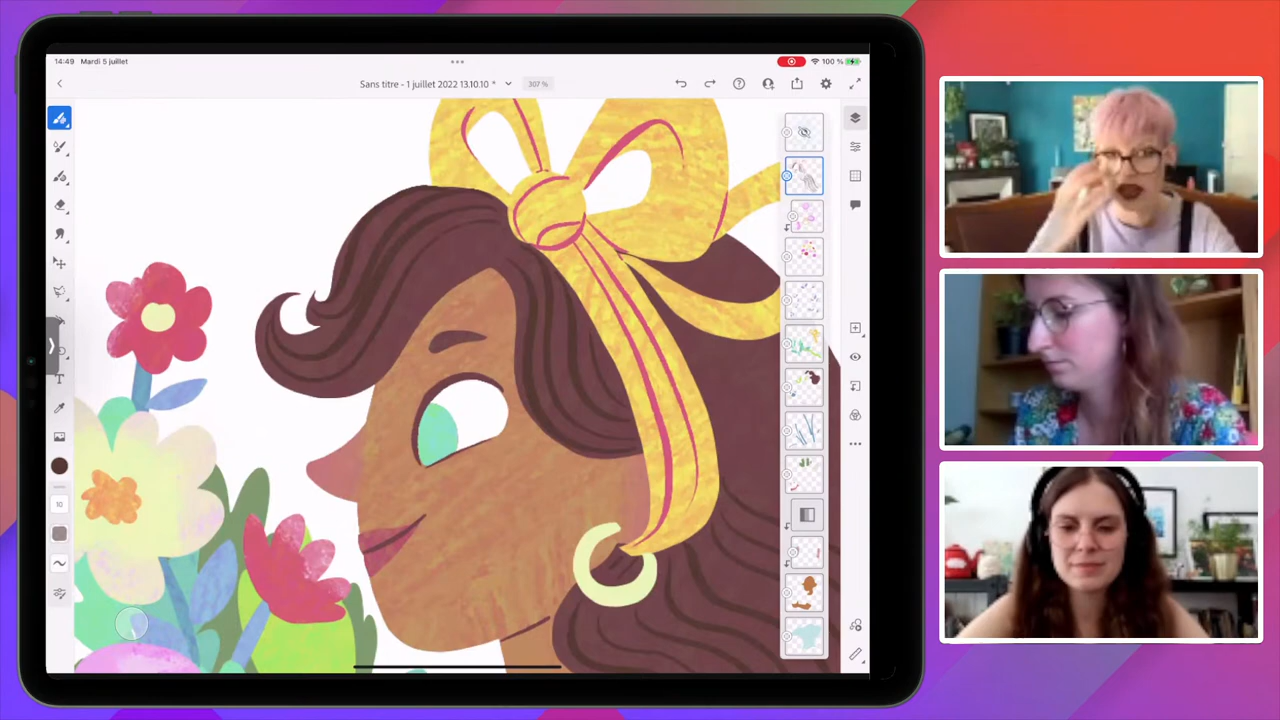 14:49 Mardi 5 juillet
100 %
Sans titre - 1 juillet 2022 13.10.10 *
307 %
T
10